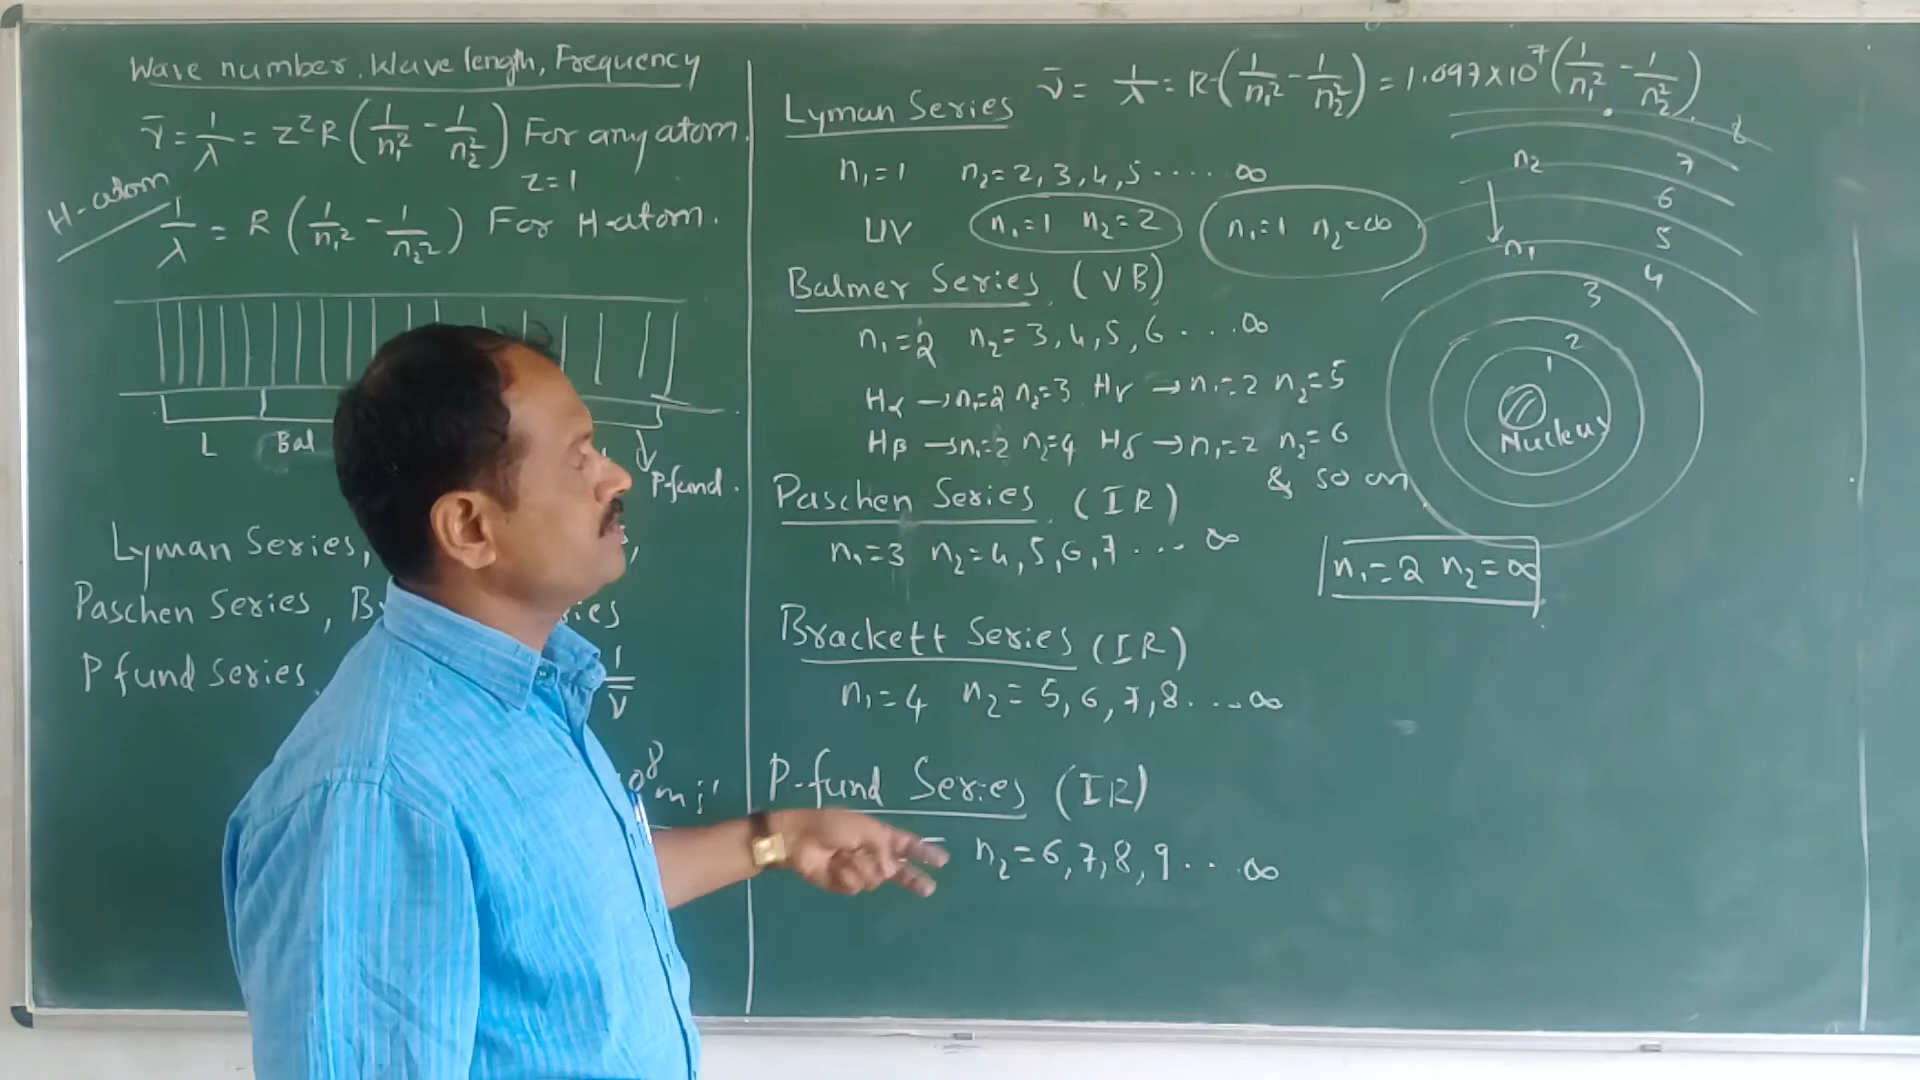 Wave number, Wave length, Frequency
ν̄ = 1/λ = Z²R(1/n₁² - 1/n₂²) For any atom.
Z=1
H-atom
1/λ = R(1/n₁² - 1/n₂²) For H-atom.
L Bal
P-fund.
Lyman Series,
Paschen Series,
Pfund Series
Lyman Series ν̄ = 1/λ = R(1/n₁² - 1/n₂²) = 1.097×10⁷(1/n₁² - 1/n₂²).
n₁=1 n₂=2,3,4,5.....∞
UV n₁=1 n₂=2 n₁=1 n₂=∞
Balmer Series (VB)
n₁=2 n₂=3,4,5,6....∞
Hα→n₁=2 n₂=3 Hγ→n₁=2 n₂=5
Hβ→n₁=2 n₂=4 Hδ→n₁=2 n₂=6
& so on
Paschen Series (IR)
n₁=3 n₂=4,5,6,7....∞
Brackett Series (IR)
n₁=4 n₂=5,6,7,8....∞
P-fund Series (IR)
n₂=6,7,8,9...∞
8
7
6
5
4
3
2
1
n₂
n₁
Nucleus
n₁=2 n₂=∞